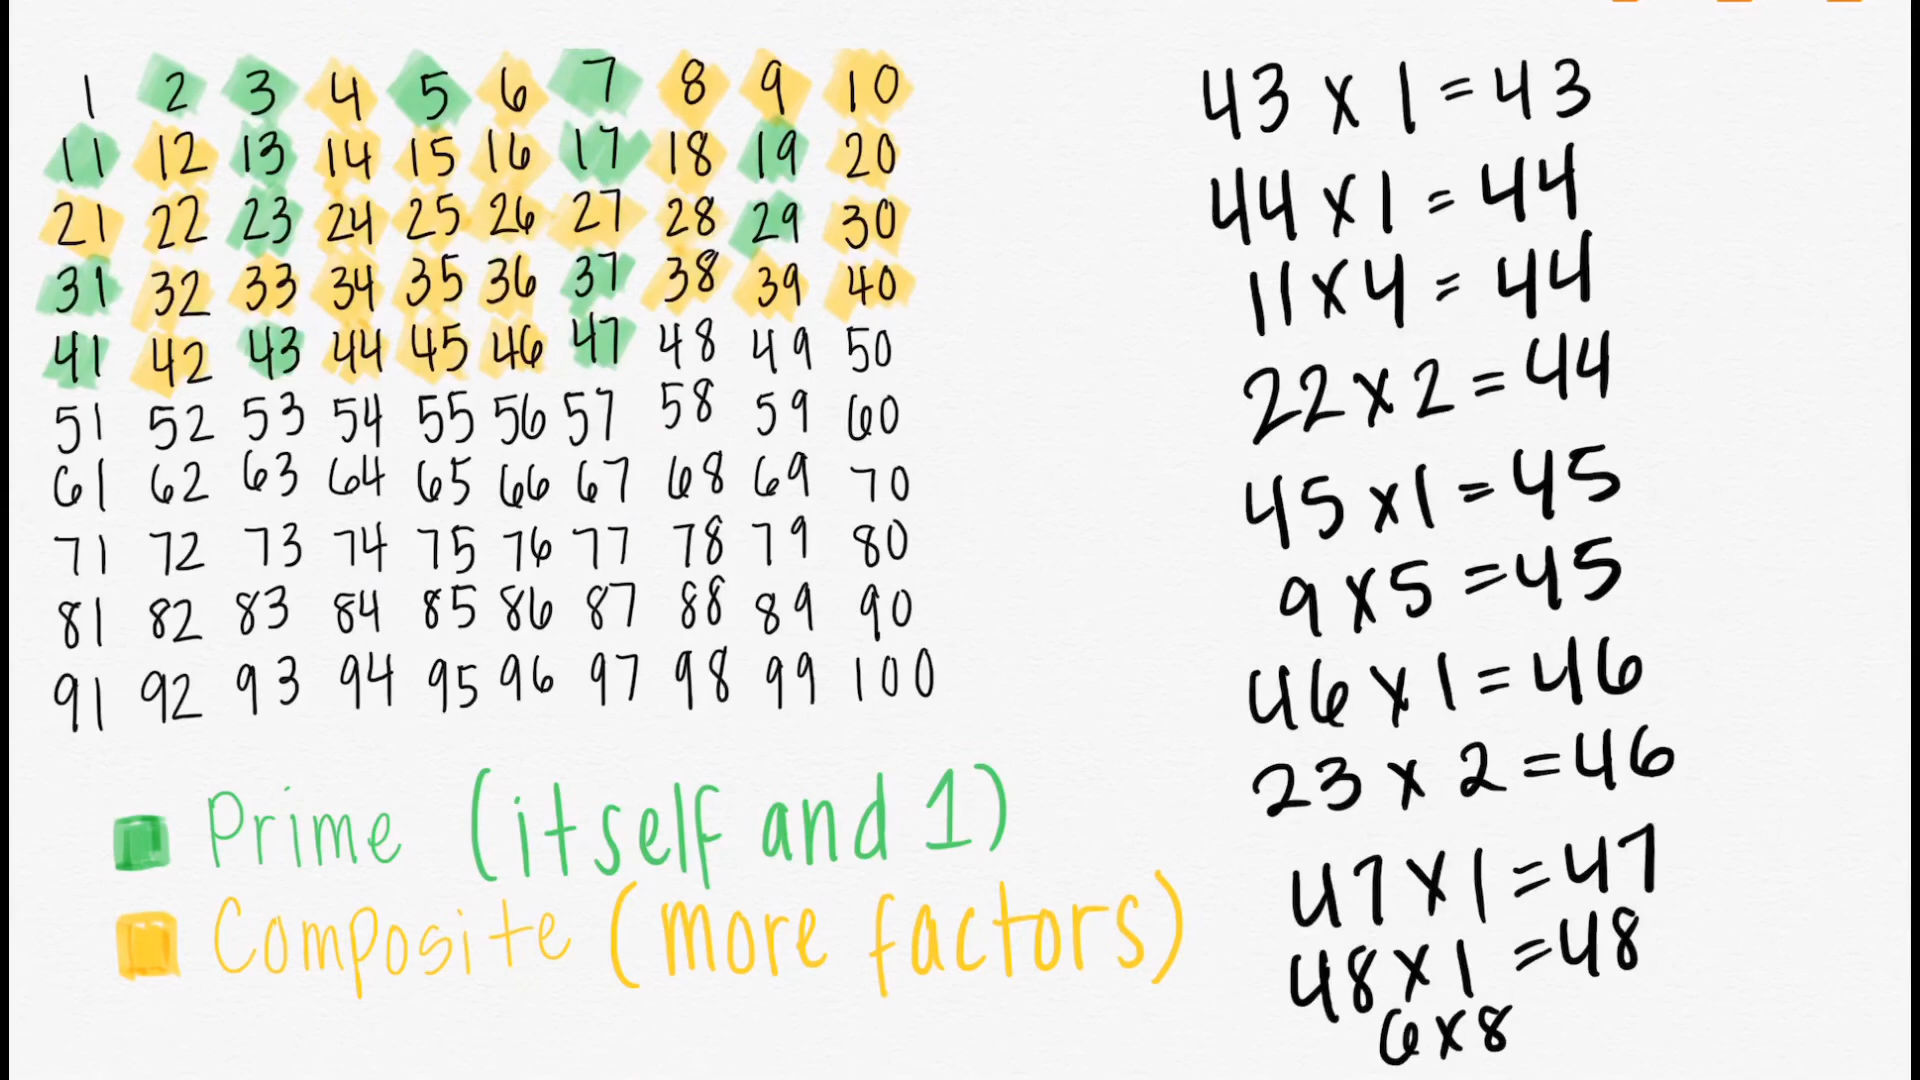 1 2 3 4 5 6 7 8 9 10
11 12 13 14 15 16 17 18 19 20
21 22 23 24 25 26 27 28 29 30
31 32 33 34 35 36 37 38 39 40
41 42 43 44 45 46 47 48 49 50
51 52 53 54 55 56 57 58 59 60
61 62 63 64 65 66 67 68 69 70
71 72 73 74 75 76 77 78 79 80
81 82 83 84 85 86 87 88 89 90
91 92 93 94 95 96 97 98 99 100
Prime (itself and 1)
Composite (more factors)
43 x 1 = 43
44 x 1 = 44
11 x 4 = 44
22 x 2 = 44
45 x 1 = 45
9 x 5 = 45
46 x 1 = 46
23 x 2 = 46
47 x 1 = 47
48 x 1 = 48
6 x 8